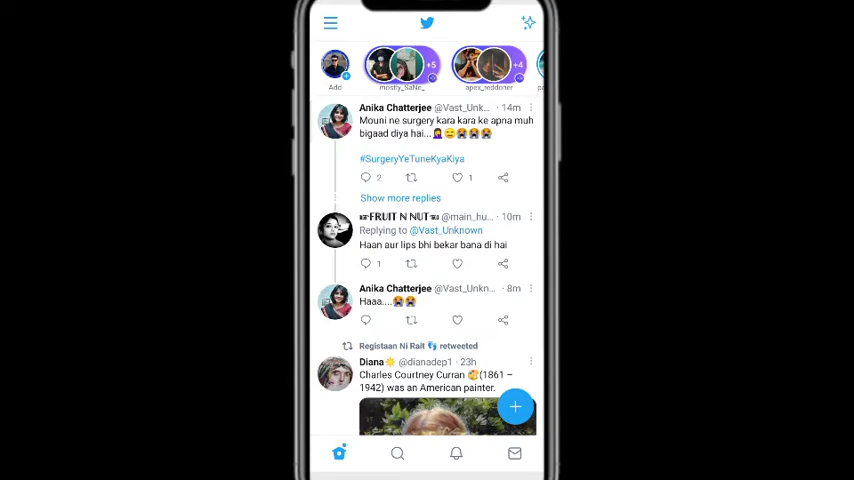 +5
+4
Add
mostly_SaNe_
apex_reddoner
Anika Chatterjee @Vast_Unk... · 14m
Mouni ne surgery kara kara ke apna muh
bigaad diya hai...🤦‍♀️😑😭😭😭
#SurgeryYeTuneKyaKiya
2 1
Show more replies
☞FRUIT N NUT☜ @main_hu... · 10m
Replying to @Vast_Unknown
Haan aur lips bhi bekar bana di hai
1
Anika Chatterjee @Vast_Unkn... · 8m
Haaa....😭😭
Registaan Ni Rait 👣 retweeted
Diana☀️ @dianadep1 · 23h
Charles Courtney Curran 🎨(1861 –
1942) was an American painter.